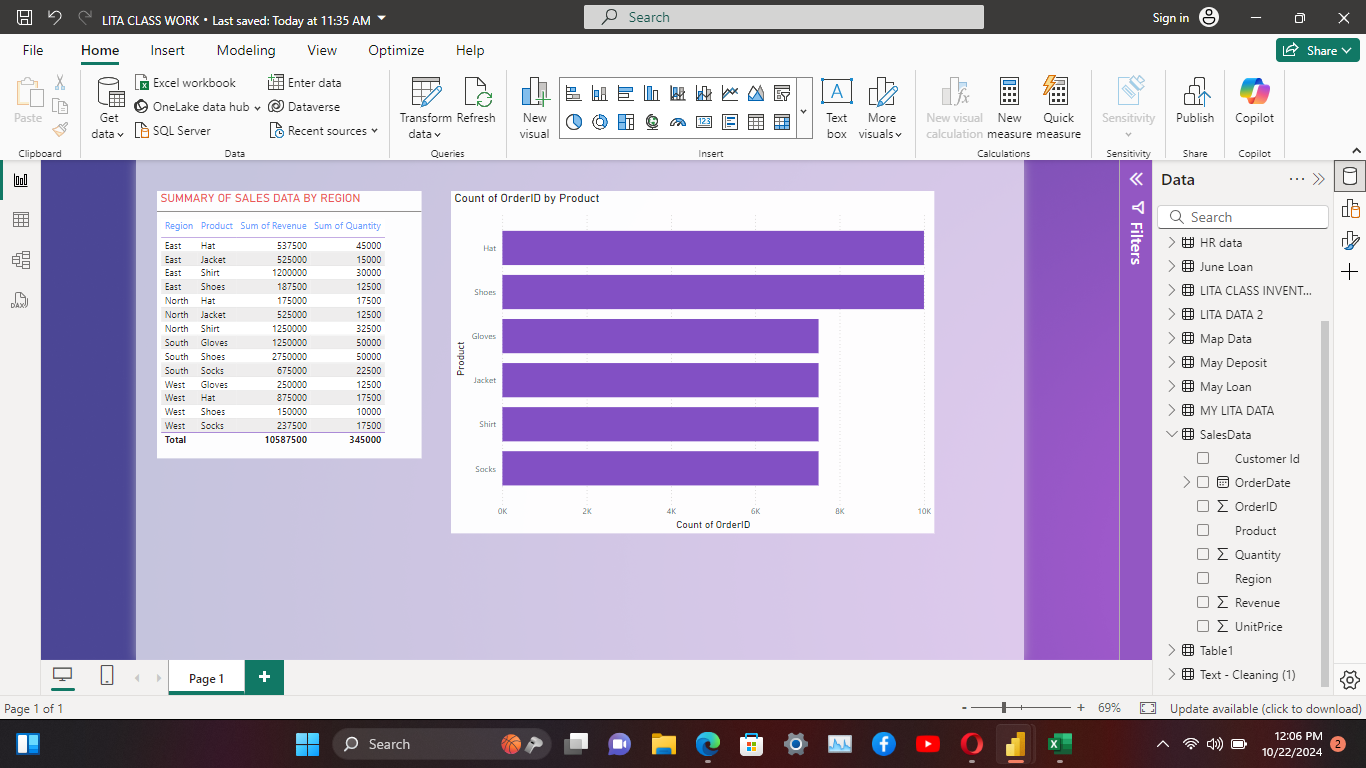 LITA CLASS WORK • Last saved: Today at 11:35 AM
Search
Sign in
File Home Insert Modeling View Optimize Help
Share
Paste
Get data
Excel workbook
OneLake data hub
SQL Server
Enter data
Dataverse
Recent sources
Transform data
Refresh
New visual
123
A
Text box
More visuals
fx
New visual calculation
New measure
Quick measure
Sensitivity
Publish
Copilot
Clipboard Data Queries Insert Calculations Sensitivity Share Copilot
DAX
SUMMARY OF SALES DATA BY REGION
Region Product Sum of Revenue Sum of Quantity
East Hat 537500 45000
East Jacket 525000 15000
East Shirt 1200000 30000
East Shoes 187500 12500
North Hat 175000 17500
North Jacket 525000 12500
North Shirt 1250000 32500
South Gloves 1250000 50000
South Shoes 2750000 50000
South Socks 675000 22500
West Gloves 250000 12500
West Hat 875000 17500
West Shoes 150000 10000
West Socks 237500 17500
Total 10587500 345000
Count of OrderID by Product
Product
Hat
Shoes
Gloves
Jacket
Shirt
Socks
0K 2K 4K 6K 8K 10K
Count of OrderID
Filters
Data
Search
HR data
June Loan
LITA CLASS INVENT...
LITA DATA 2
Map Data
May Deposit
May Loan
MY LITA DATA
SalesData
Customer Id
OrderDate
Σ OrderID
Product
Σ Quantity
Region
Σ Revenue
Σ UnitPrice
Table1
Text - Cleaning (1)
Page 1
+
Page 1 of 1
- + 69%
Update available (click to download)
Search
12:06 PM
10/22/2024
2